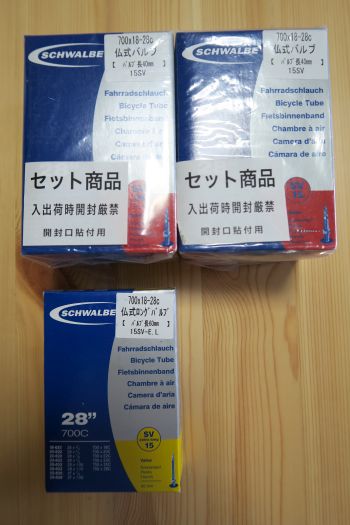 SCHWALBE
700x18-28c
仏式バルブ
【 バルブ長40mm 】
15SV
Fahrradschlauch
Bicycle Tube
Fietsbinnenband
Chambre à air
Camera d'aria
Cámara de aire
セット商品
入出荷時開封厳禁
開封口貼付用
SCHWALBE
700x18-28c
仏式バルブ
【 バルブ長40mm 】
15SV
Fahrradschlauch
Bicycle Tube
Fietsbinnenband
Chambre à air
Camera d'aria
Cámara de aire
セット商品
入出荷時開封厳禁
開封口貼付用
SV
15
SCHWALBE
700x18-28c
仏式ロングバルブ
【 バルブ長60mm 】
15SV-E.L
Fahrradschlauch
Bicycle Tube
Fietsbinnenband
Chambre à air
Camera d'aria
Cámara de aire
28"
700C
SV
extra long
15